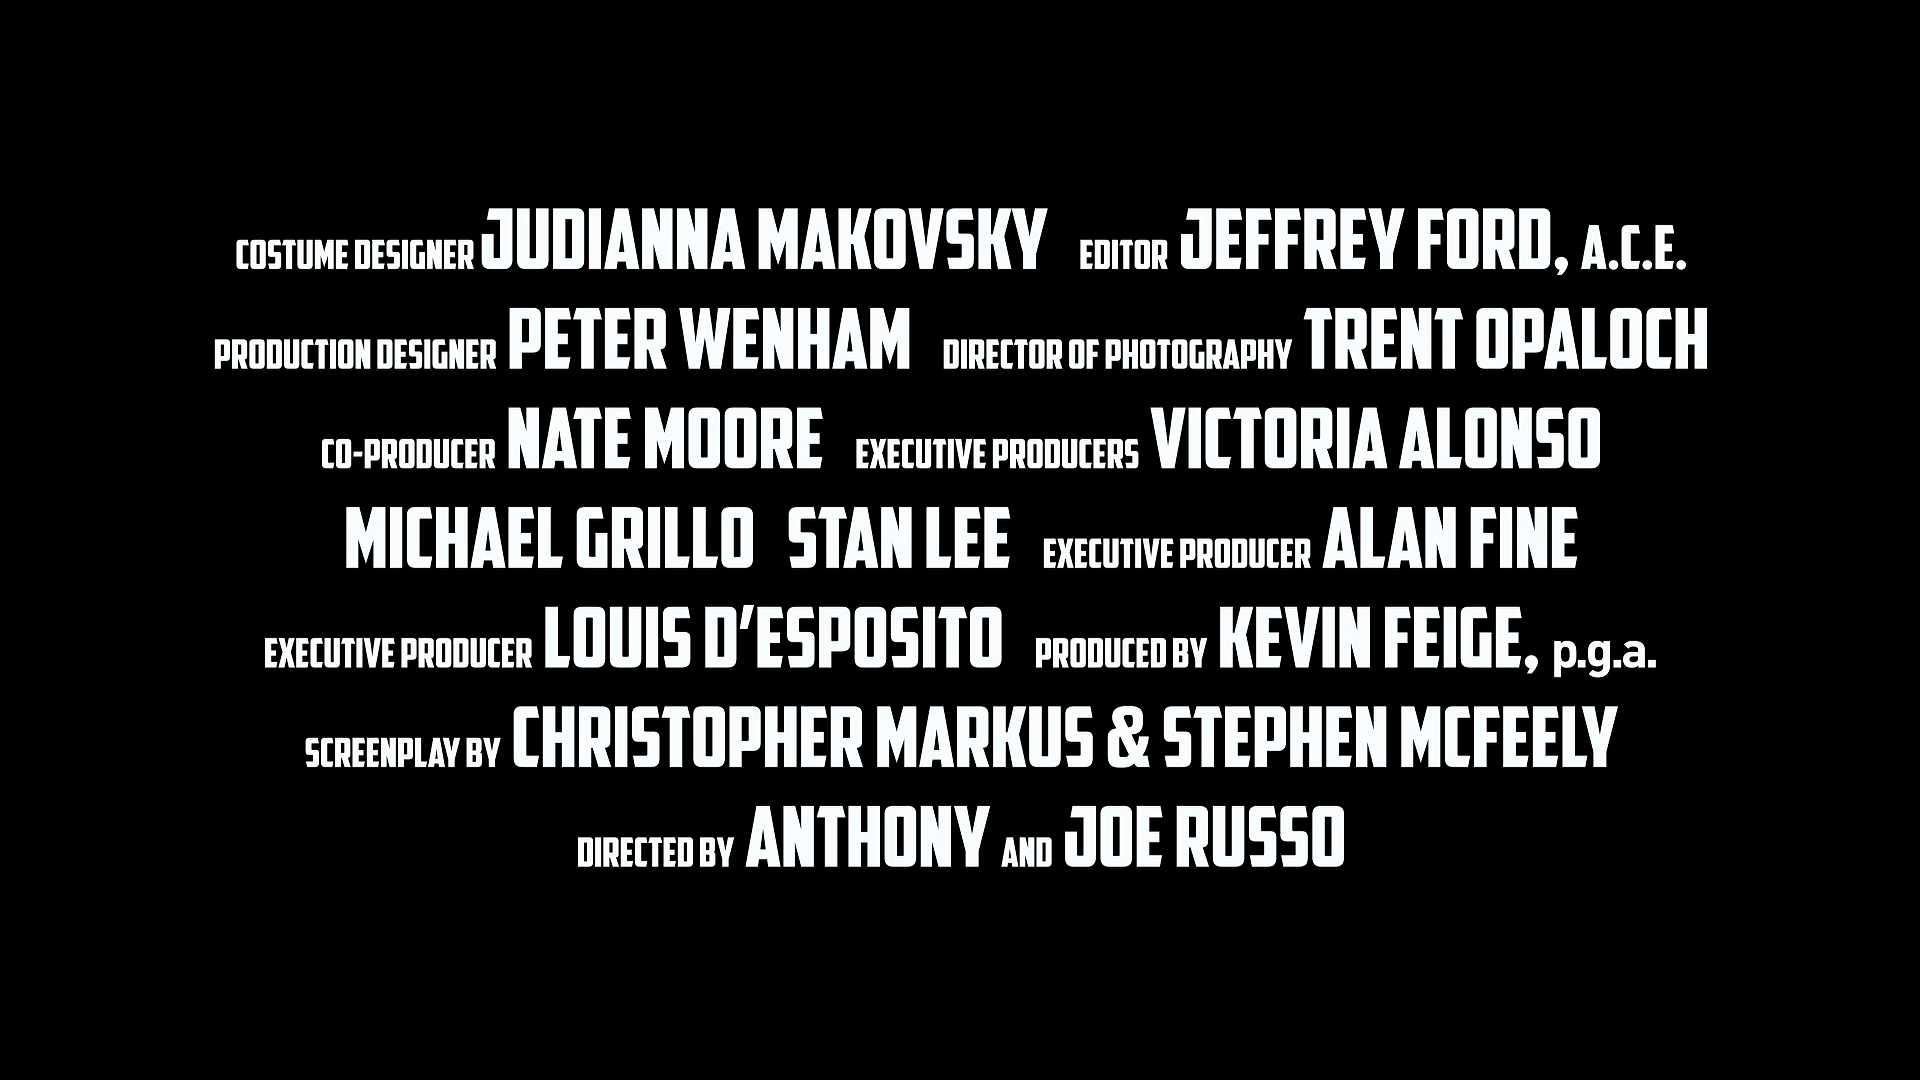 COSTUME DESIGNER JUDIANNA MAKOVSKY EDITOR JEFFREY FORD, A.C.E.
PRODUCTION DESIGNER PETER WENHAM DIRECTOR OF PHOTOGRAPHY TRENT OPALOCH
CO-PRODUCER NATE MOORE EXECUTIVE PRODUCERS VICTORIA ALONSO
MICHAEL GRILLO STAN LEE EXECUTIVE PRODUCER ALAN FINE
EXECUTIVE PRODUCER LOUIS D'ESPOSITO PRODUCED BY KEVIN FEIGE, p.g.a.
SCREENPLAY BY CHRISTOPHER MARKUS & STEPHEN MCFEELY
DIRECTED BY ANTHONY AND JOE RUSSO